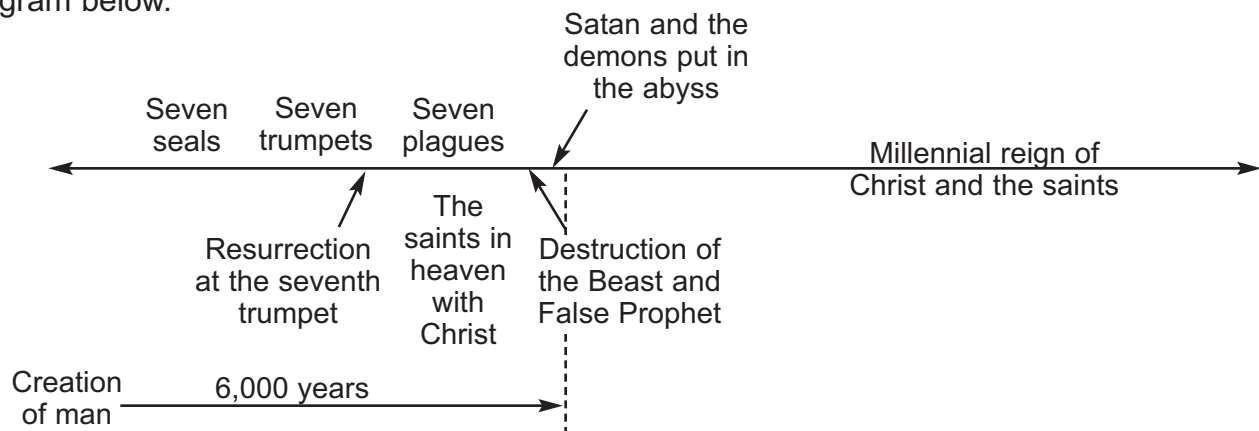 gram below.
Satan and the
demons put in
the abyss
Seven
seals
Seven
trumpets
Seven
plagues
Millennial reign of
Christ and the saints
Resurrection
at the seventh
trumpet
The
saints in
heaven
with
Christ
Destruction of
the Beast and
False Prophet
Creation
of man
6,000 years